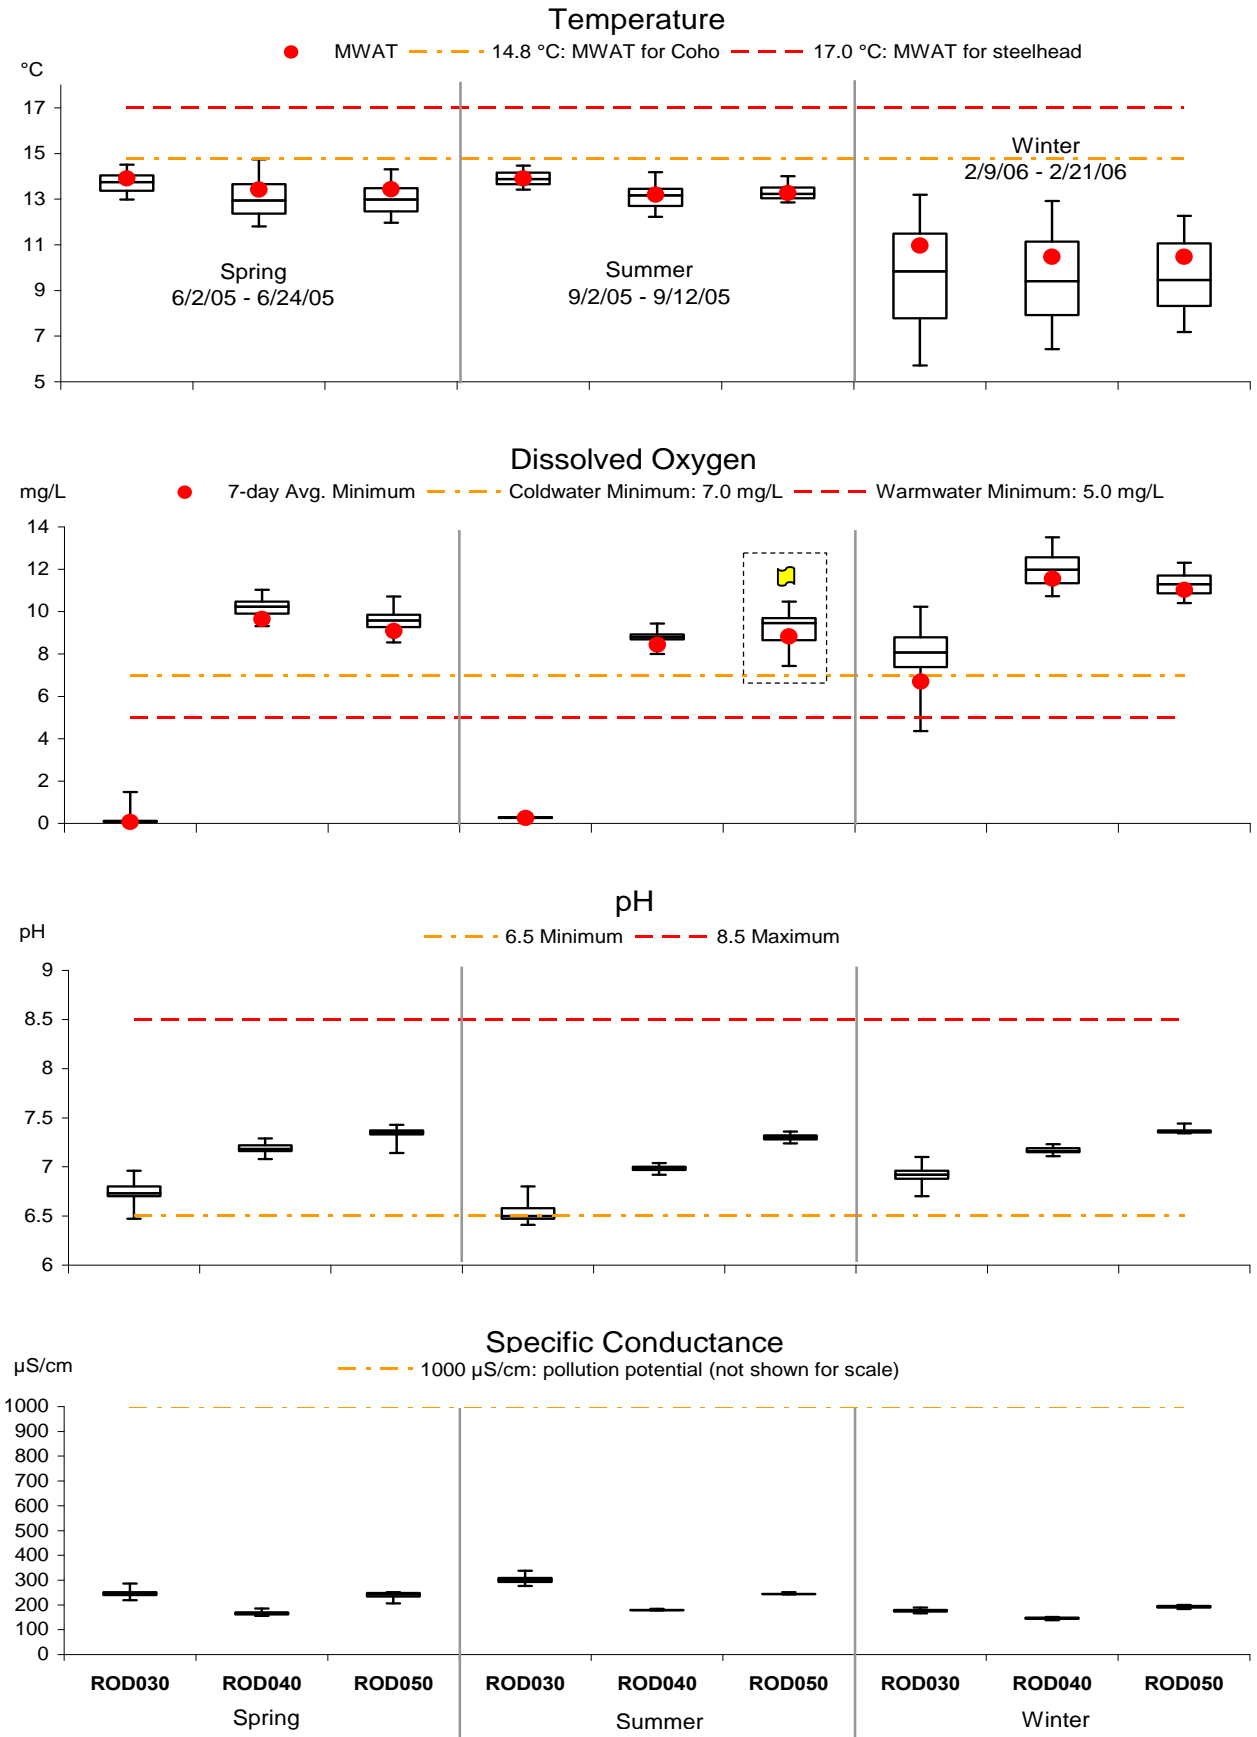 Temperature
MWAT 14.8 °C: MWAT for Coho 17.0 °C: MWAT for steelhead
°C
17
15
13
11
9
7
5
Spring
6/2/05 - 6/24/05
Summer
9/2/05 - 9/12/05
Winter
2/9/06 - 2/21/06
Dissolved Oxygen
mg/L
7-day Avg. Minimum Coldwater Minimum: 7.0 mg/L Warmwater Minimum: 5.0 mg/L
14
12
10
8
6
4
2
0
pH
pH
6.5 Minimum 8.5 Maximum
9
8.5
8
7.5
7
6.5
6
Specific Conductance
µS/cm
1000 µS/cm: pollution potential (not shown for scale)
1000
900
800
700
600
500
400
300
200
100
0
ROD030 ROD040 ROD050 ROD030 ROD040 ROD050 ROD030 ROD040 ROD050
Spring Summer Winter